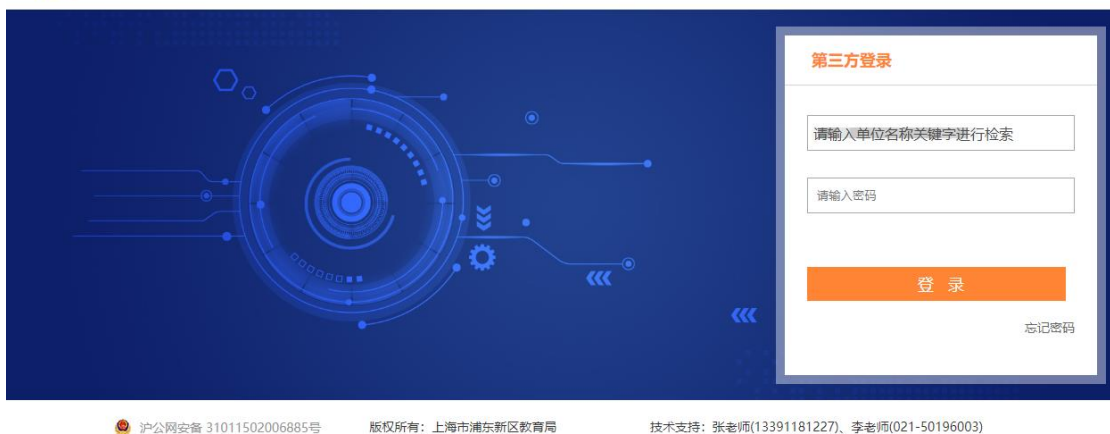 第三方登录
请输入单位名称关键字进行检索
请输入密码
登 录
忘记密码
沪公网安备 31011502006885号 版权所有：上海市浦东新区教育局 技术支持：张老师(13391181227)、李老师(021-50196003)